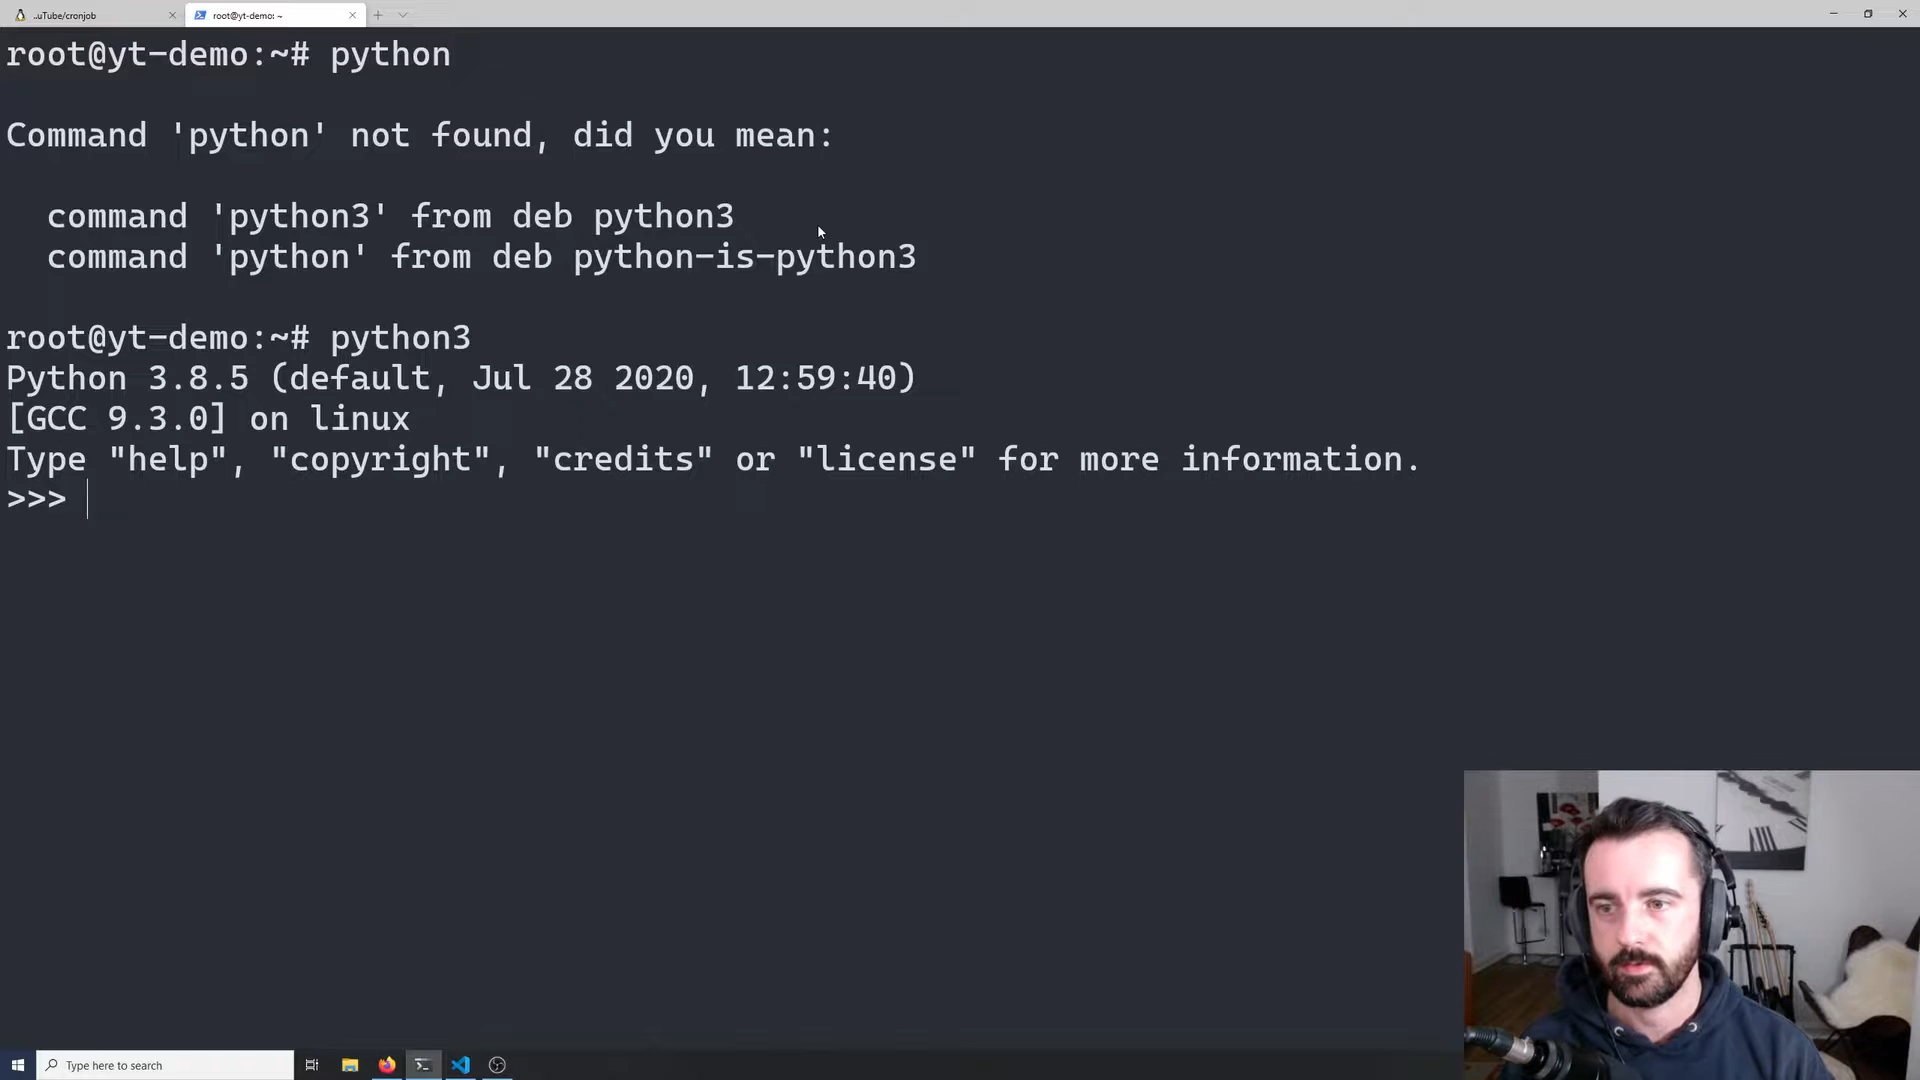 ..uTube/cronjob
root@yt-demo: ~
root@yt-demo:~# python
Command 'python' not found, did you mean:
command 'python3' from deb python3
command 'python' from deb python-is-python3
root@yt-demo:~# python3
Python 3.8.5 (default, Jul 28 2020, 12:59:40)
[GCC 9.3.0] on linux
Type "help", "copyright", "credits" or "license" for more information.
>>>
Type here to search